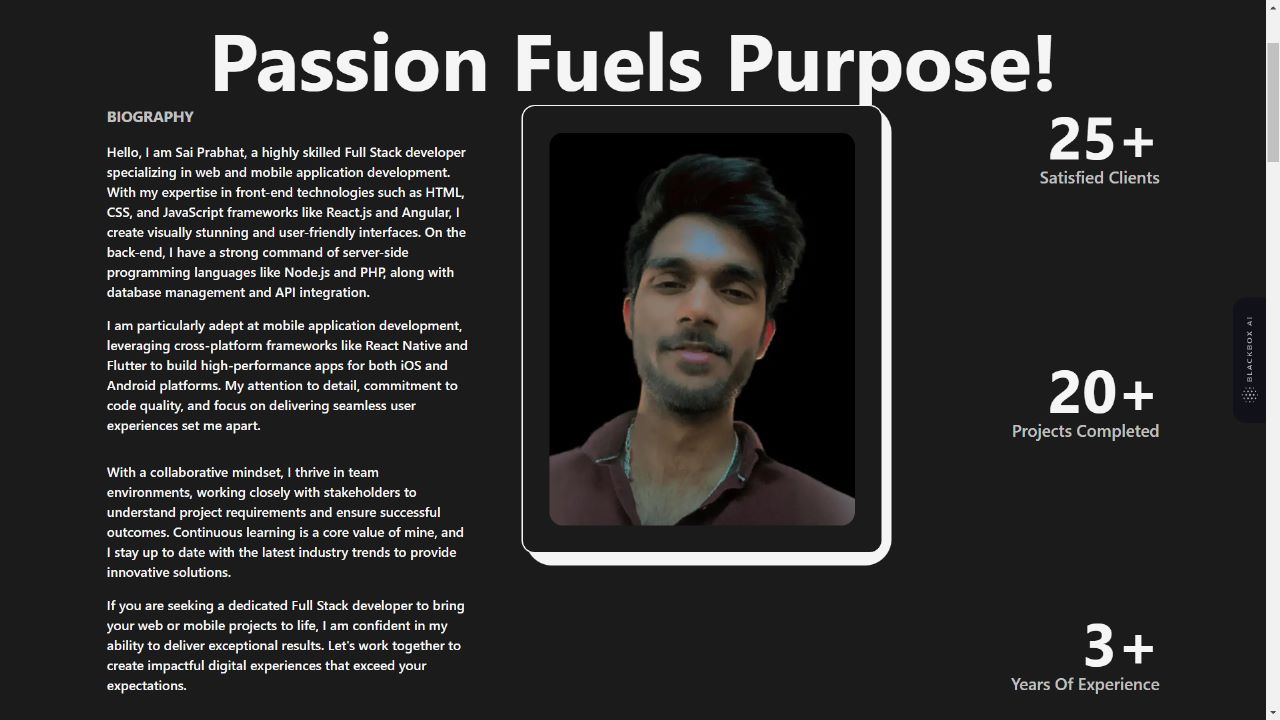 Passion Fuels Purpose!
BIOGRAPHY
Hello, I am Sai Prabhat, a highly skilled Full Stack developer
specializing in web and mobile application development.
With my expertise in front-end technologies such as HTML,
CSS, and JavaScript frameworks like React.js and Angular, I
create visually stunning and user-friendly interfaces. On the
back-end, I have a strong command of server-side
programming languages like Node.js and PHP, along with
database management and API integration.
I am particularly adept at mobile application development,
leveraging cross-platform frameworks like React Native and
Flutter to build high-performance apps for both iOS and
Android platforms. My attention to detail, commitment to
code quality, and focus on delivering seamless user
experiences set me apart.
With a collaborative mindset, I thrive in team
environments, working closely with stakeholders to
understand project requirements and ensure successful
outcomes. Continuous learning is a core value of mine, and
I stay up to date with the latest industry trends to provide
innovative solutions.
If you are seeking a dedicated Full Stack developer to bring
your web or mobile projects to life, I am confident in my
ability to deliver exceptional results. Let's work together to
create impactful digital experiences that exceed your
expectations.
25+
Satisfied Clients
20+
Projects Completed
3+
Years Of Experience
BLACKBOX AI